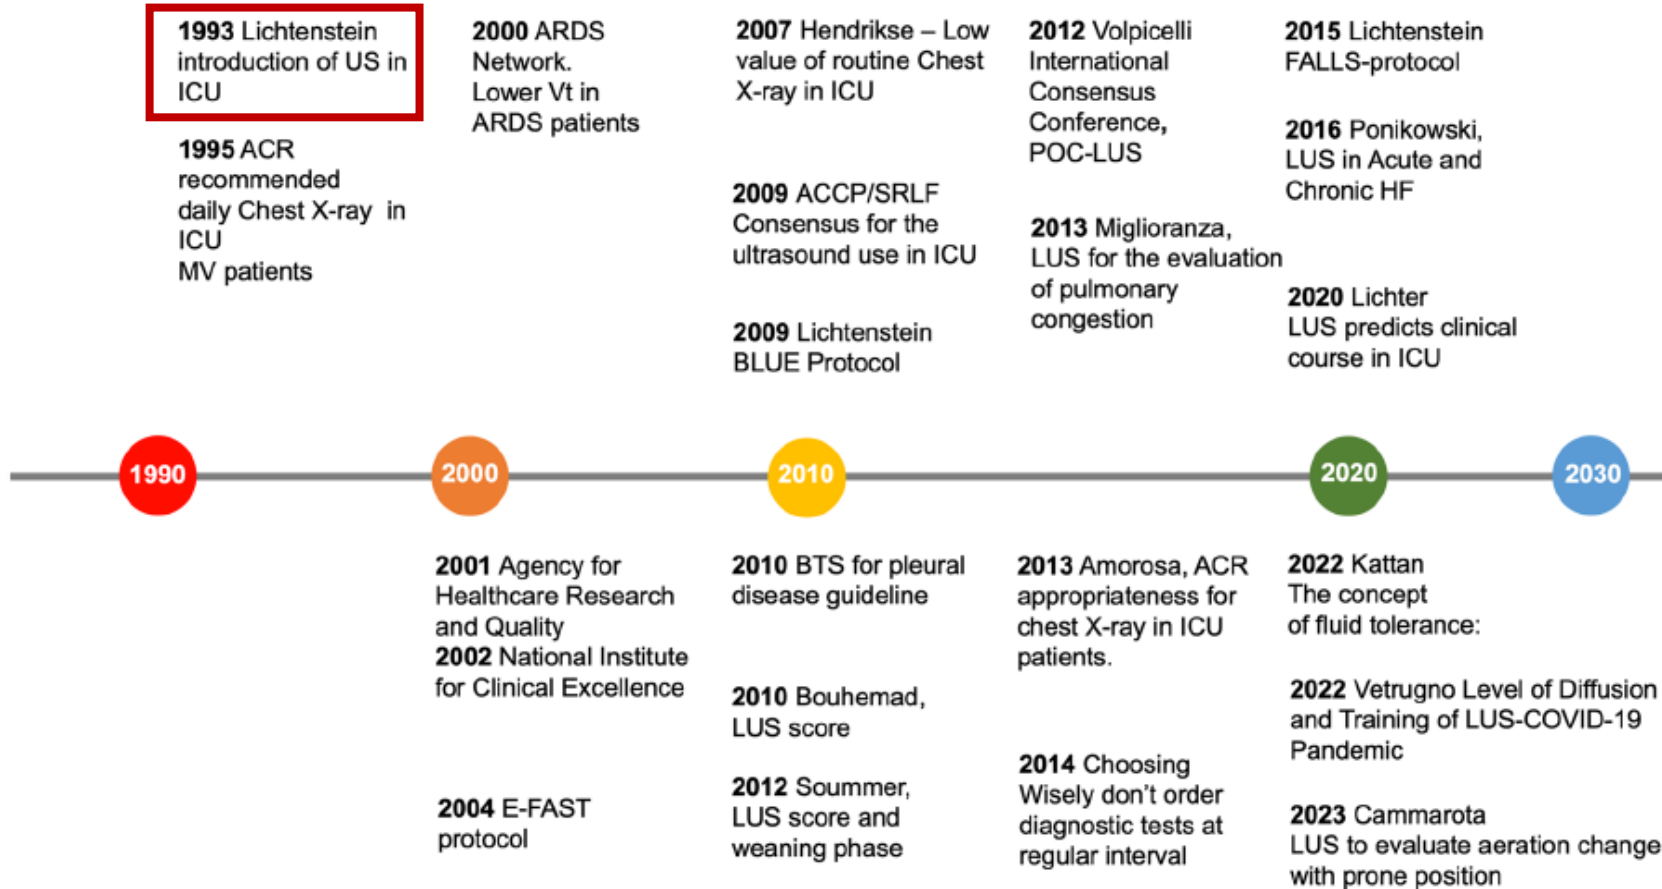 1993 Lichtenstein
introduction of US in
ICU
1995 ACR
recommended
daily Chest X-ray in
ICU
MV patients
2000 ARDS
Network.
Lower Vt in
ARDS patients
2007 Hendrikse – Low
value of routine Chest
X-ray in ICU
2009 ACCP/SRLF
Consensus for the
ultrasound use in ICU
2009 Lichtenstein
BLUE Protocol
2012 Volpicelli
International
Consensus
Conference,
POC-LUS
2013 Miglioranza,
LUS for the evaluation
of pulmonary
congestion
2015 Lichtenstein
FALLS-protocol
2016 Ponikowski,
LUS in Acute and
Chronic HF
2020 Lichter
LUS predicts clinical
course in ICU
1990
2000
2010
2020
2030
2001 Agency for
Healthcare Research
and Quality
2002 National Institute
for Clinical Excellence
2004 E-FAST
protocol
2010 BTS for pleural
disease guideline
2010 Bouhemad,
LUS score
2012 Soummer,
LUS score and
weaning phase
2013 Amorosa, ACR
appropriateness for
chest X-ray in ICU
patients.
2014 Choosing
Wisely don't order
diagnostic tests at
regular interval
2022 Kattan
The concept
of fluid tolerance:
2022 Vetrugno Level of Diffusion
and Training of LUS-COVID-19
Pandemic
2023 Cammarota
LUS to evaluate aeration change
with prone position